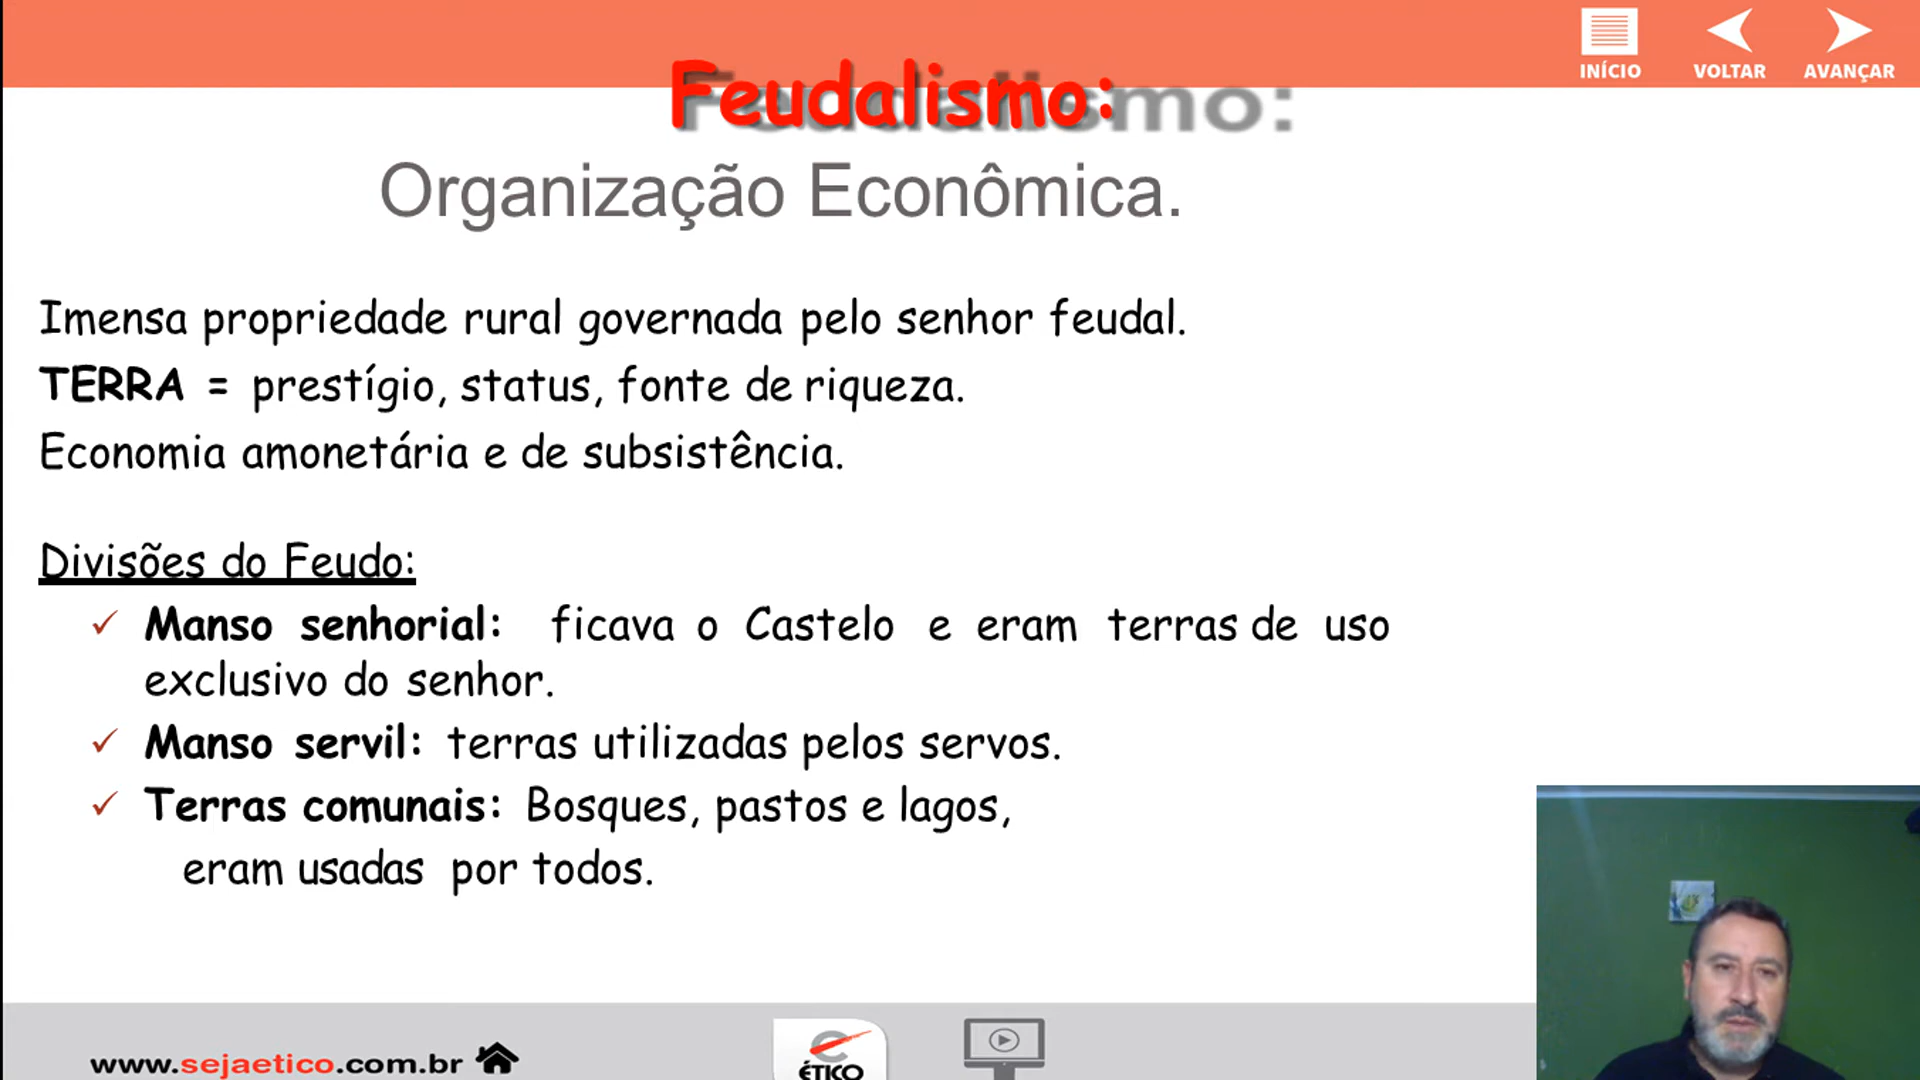 INÍCIO
VOLTAR
AVANÇAR
Feudalismo:
Organização Econômica.
Imensa propriedade rural governada pelo senhor feudal.
TERRA = prestígio, status, fonte de riqueza.
Economia amonetária e de subsistência.
Divisões do Feudo:
Manso senhorial: ficava o Castelo e eram terras de uso
exclusivo do senhor.
Manso servil: terras utilizadas pelos servos.
Terras comunais: Bosques, pastos e lagos,
eram usadas por todos.
www.sejaetico.com.br
ÉTICO